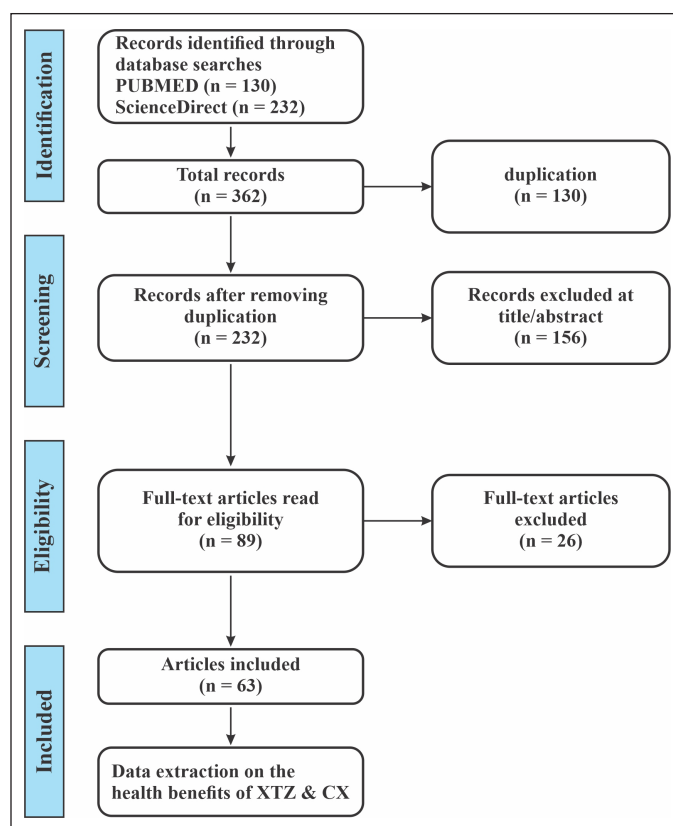 Identification
Records identified through
database searches
PUBMED (n = 130)
ScienceDirect (n = 232)
Total records
(n = 362)
duplication
(n = 130)
Screening
Records after removing
duplication
(n = 232)
Records excluded at
title/abstract
(n = 156)
Eligibility
Full-text articles read
for eligibility
(n = 89)
Full-text articles
excluded
(n = 26)
Included
Articles included
(n = 63)
Data extraction on the
health benefits of XTZ & CX